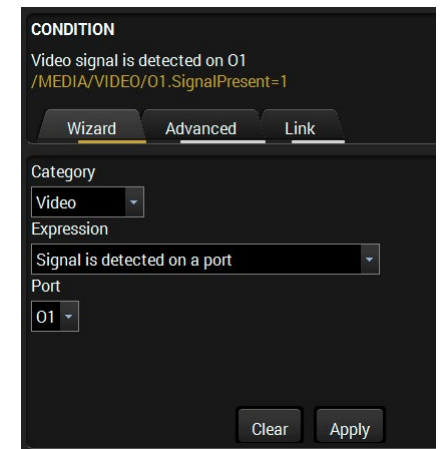 CONDITION
Video signal is detected on O1
/MEDIA/VIDEO/O1.SignalPresent=1
Wizard Advanced Link
Category
Video
Expression
Signal is detected on a port
Port
O1
Clear Apply